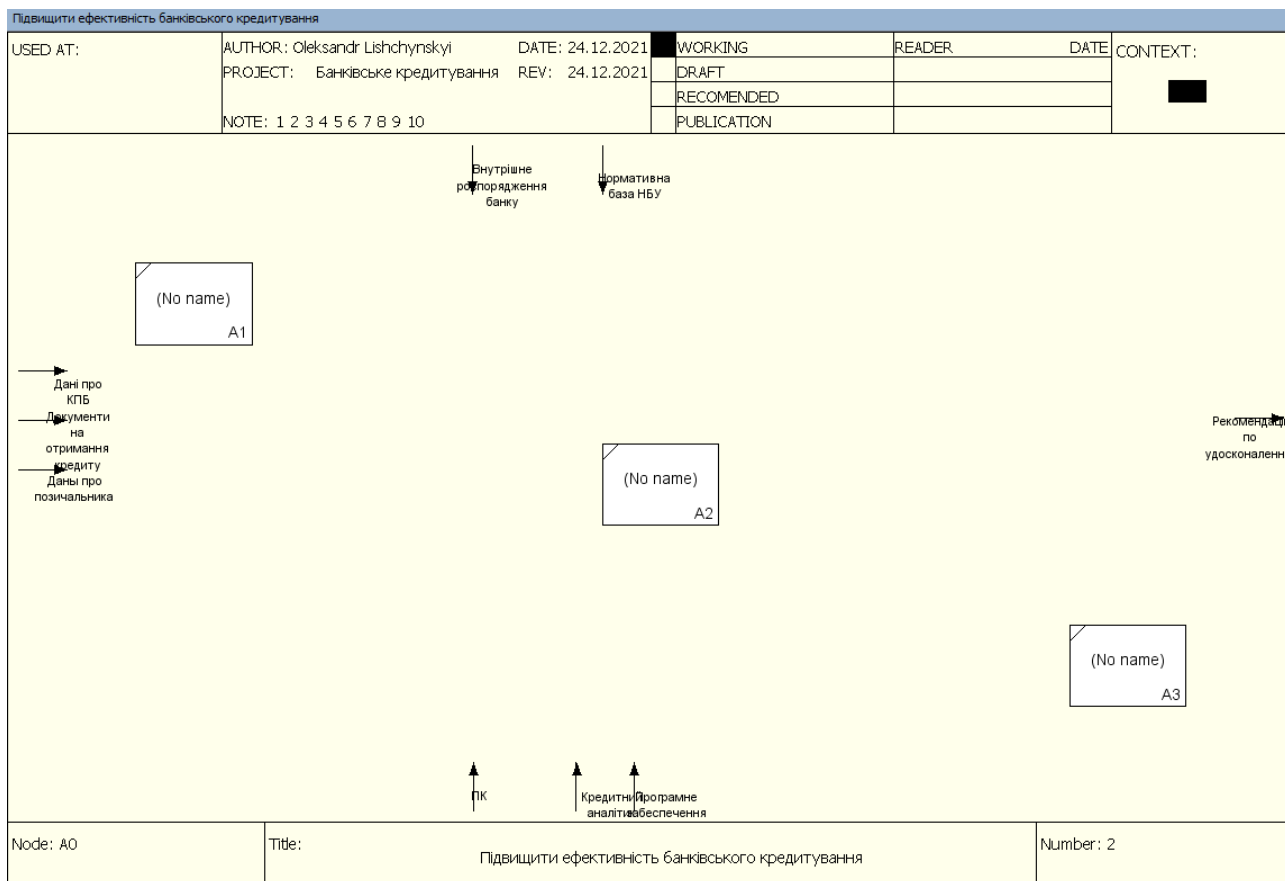 Підвищити ефективність банківського кредитування
USED AT:
AUTHOR: Oleksandr Lishchynskyi
DATE: 24.12.2021
PROJECT: Банківське кредитування
REV: 24.12.2021
NOTE: 1 2 3 4 5 6 7 8 9 10
WORKING
DRAFT
RECOMENDED
PUBLICATION
READER
DATE
CONTEXT:
Внутрішне
розпорядження
банку
Нормативна
база НБУ
(No name)
A1
Дані про
КПБ
Документи
на
отримання
кредиту
Даны про
позичальника
(No name)
A2
Рекомендаці
по
удосконаленн
(No name)
A3
ПК
Кредитний
аналітик
Програмне
забеспечення
Node: A0
Title:
Підвищити ефективність банківського кредитування
Number: 2